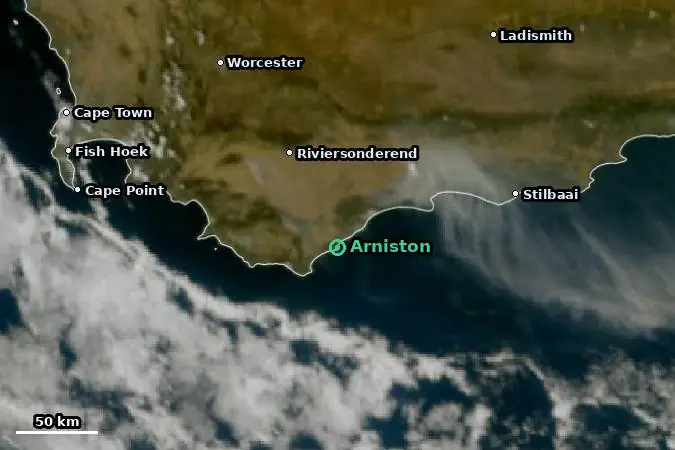 Ladismith
Worcester
Cape Town
Fish Hoek
Riviersonderend
Cape Point
Stilbaai
Arniston
50 km